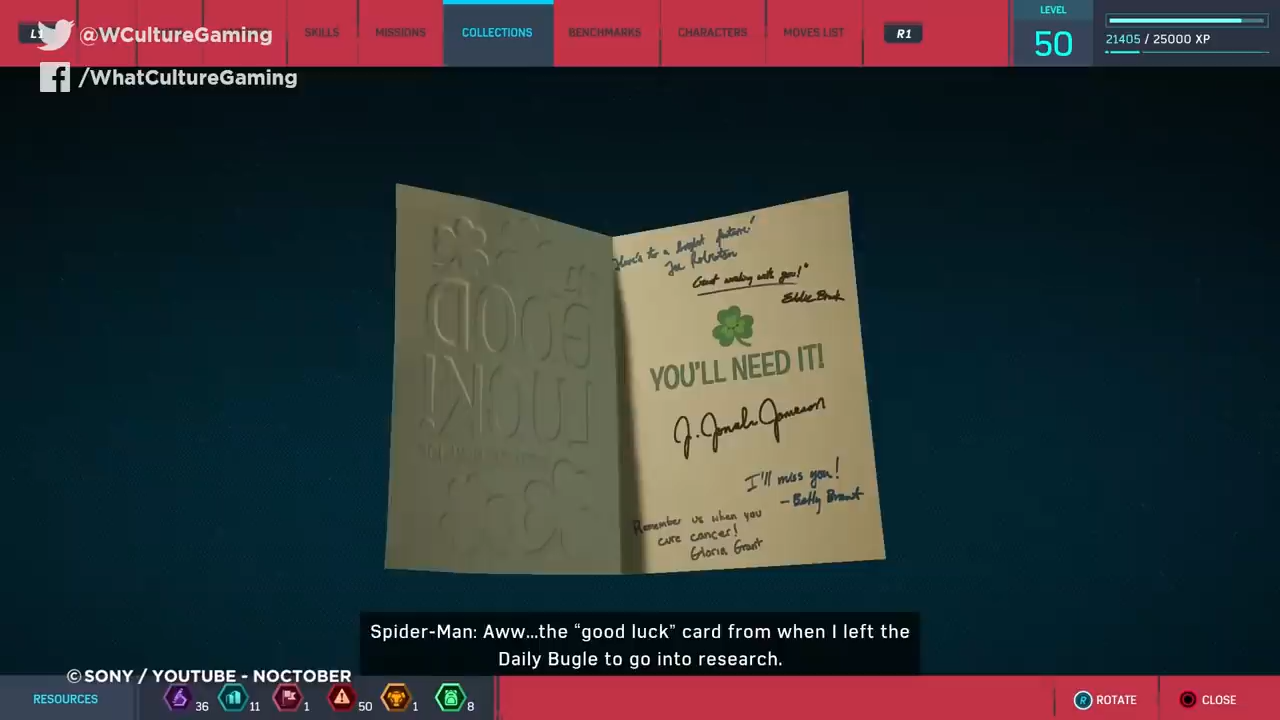 L1
@WCultureGaming
SKILLS
MISSIONS
COLLECTIONS
BENCHMARKS
CHARACTERS
MOVES LIST
R1
LEVEL
50
21405 / 25000 XP
/WhatCultureGaming
Here's to a bright future!
Joe Robertson
Great working with you!
Eddie Brock
GOOD
LUCK!
YOU'LL NEED IT!
J. Jonah Jameson
I'll miss you!
- Betty Brant
Remember us when you
cure cancer!
Gloria Grant
Spider-Man: Aww...the "good luck" card from when I left the
Daily Bugle to go into research.
©SONY / YOUTUBE - NOCTOBER
RESOURCES
36
11
1
50
1
8
R ROTATE
CLOSE